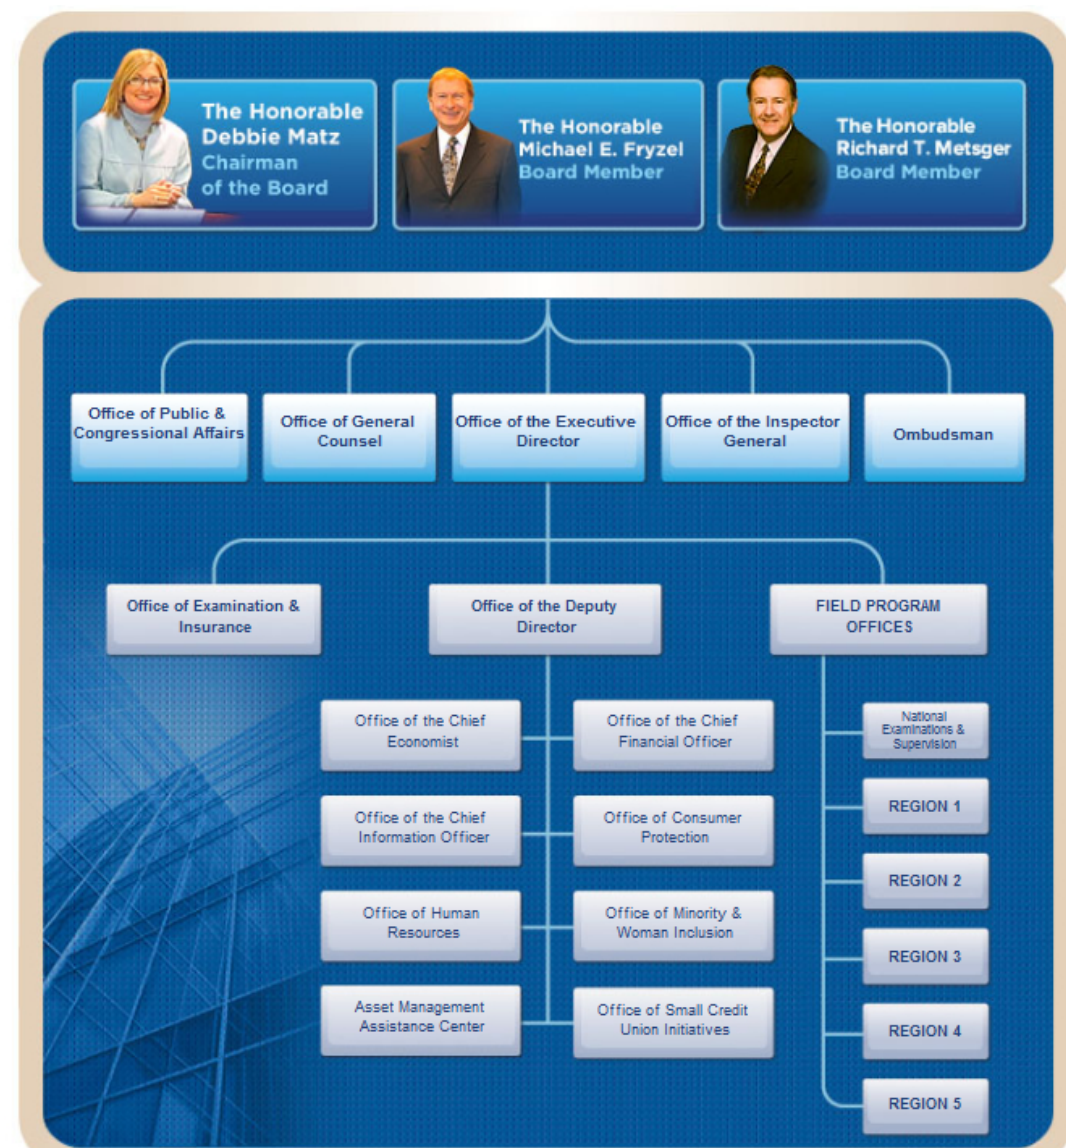 The Honorable
Debbie Matz
Chairman
of the Board
The Honorable
Michael E. Fryzel
Board Member
The Honorable
Richard T. Metsger
Board Member
Office of Public &
Congressional Affairs
Office of General
Counsel
Office of the Executive
Director
Office of the Inspector
General
Ombudsman
Office of Examination &
Insurance
Office of the Deputy
Director
FIELD PROGRAM
OFFICES
Office of the Chief
Economist
Office of the Chief
Financial Officer
Office of the Chief
Information Officer
Office of Consumer
Protection
Office of Human
Resources
Office of Minority &
Woman Inclusion
Asset Management
Assistance Center
Office of Small Credit
Union Initiatives
National
Examinations &
Supervision
REGION 1
REGION 2
REGION 3
REGION 4
REGION 5